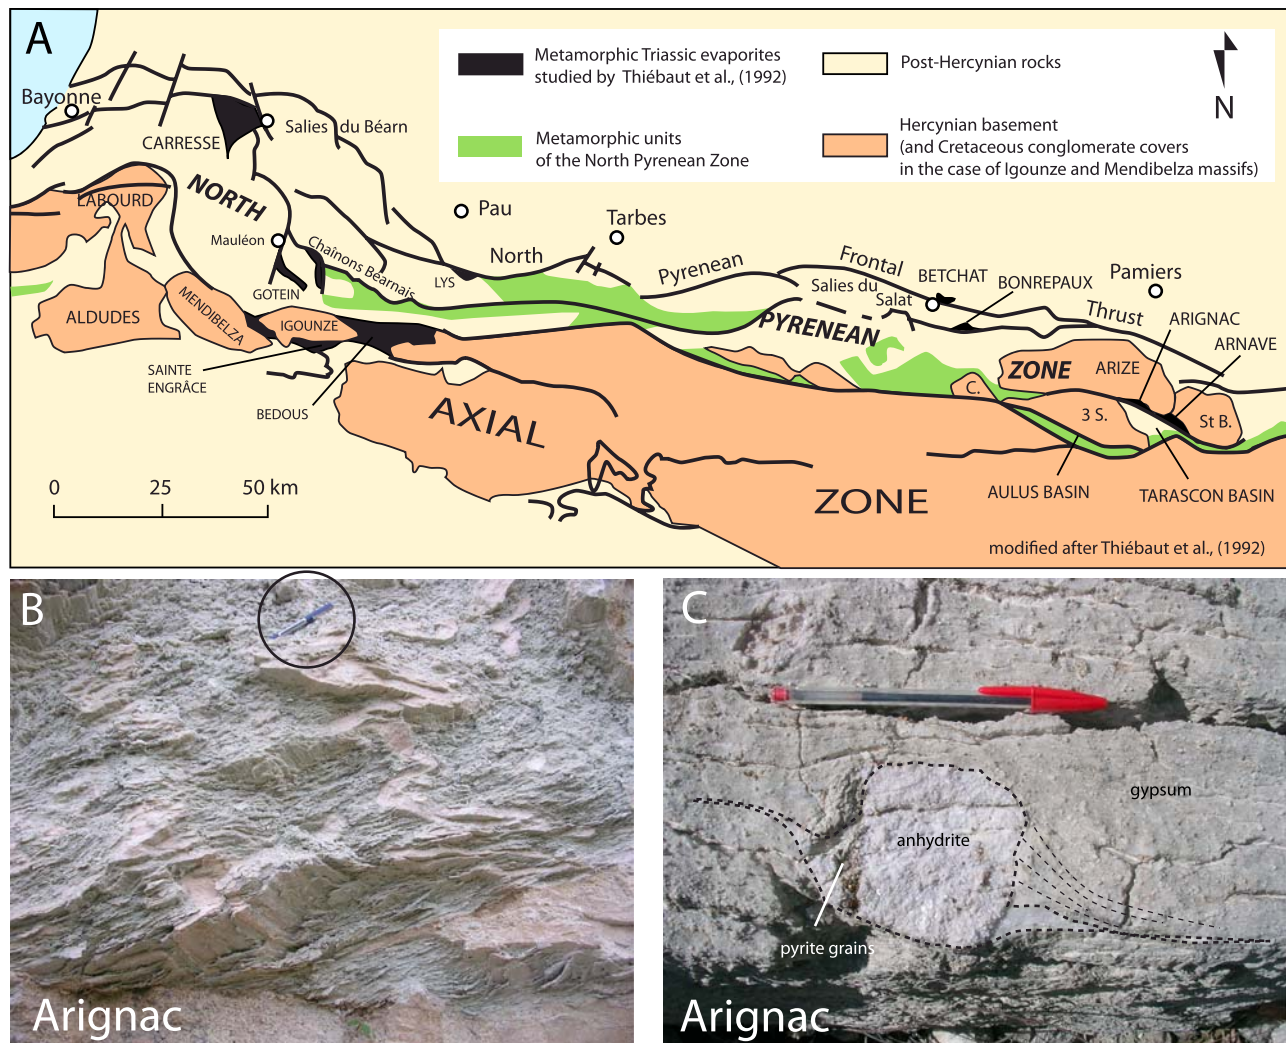 A
Metamorphic Triassic evaporites
studied by Thiébaut et al., (1992)
Post-Hercynian rocks
N
Metamorphic units
of the North Pyrenean Zone
Hercynian basement
(and Cretaceous conglomerate covers
in the case of Igounze and Mendibelza massifs)
Bayonne
CARRESSE
Salies du Béarn
LABOURD
NORTH
Pau
Tarbes
Mauléon
Chaînons Béarnais
North
Pyrenean
Frontal
Thrust
LYS
GOTEIN
Salies du
Salat
BETCHAT
BONREPAUX
Pamiers
ARIGNAC
ARNAVE
ALDUDES
MENDIBELZA
IGOUNZE
PYRENEAN
ZONE
ARIZE
SAINTE
ENGRÂCE
BEDOUS
C.
3 S.
St B.
AXIAL
ZONE
0 25 50 km
AULUS BASIN
TARASCON BASIN
modified after Thiébaut et al., (1992)
B
Arignac
C
gypsum
anhydrite
pyrite grains
Arignac